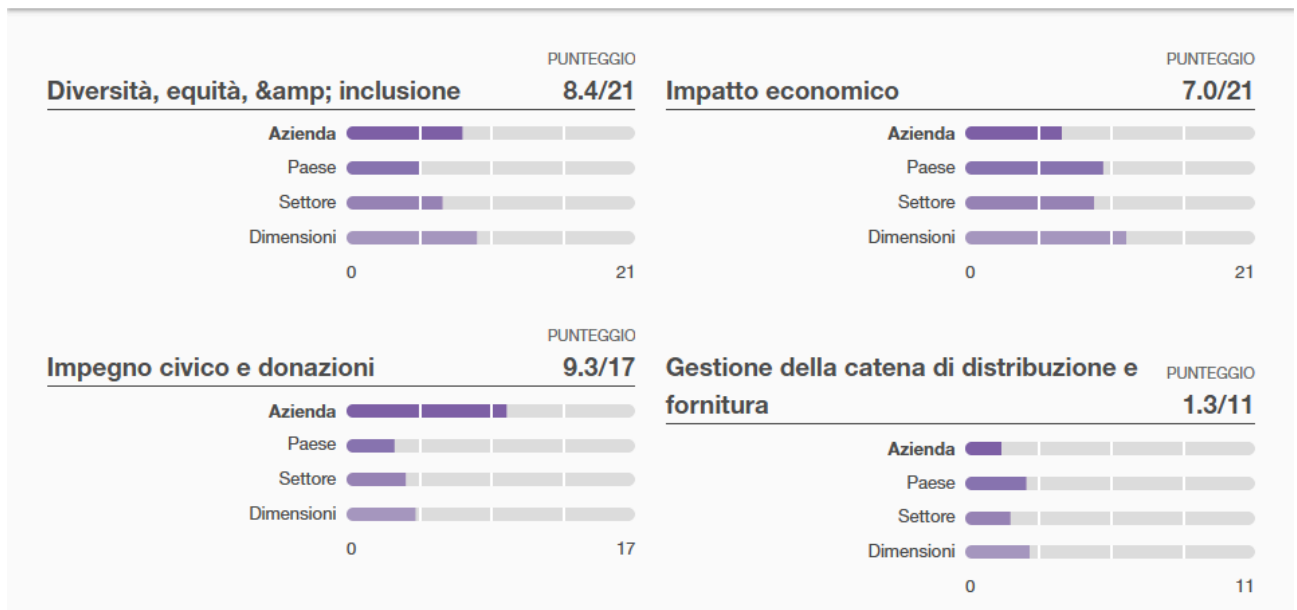 PUNTEGGIO
Diversità, equità, &amp; inclusione 8.4/21
Azienda
Paese
Settore
Dimensioni
0 21
PUNTEGGIO
Impatto economico 7.0/21
Azienda
Paese
Settore
Dimensioni
0 21
PUNTEGGIO
Impegno civico e donazioni 9.3/17
Azienda
Paese
Settore
Dimensioni
0 17
Gestione della catena di distribuzione e PUNTEGGIO
fornitura 1.3/11
Azienda
Paese
Settore
Dimensioni
0 11